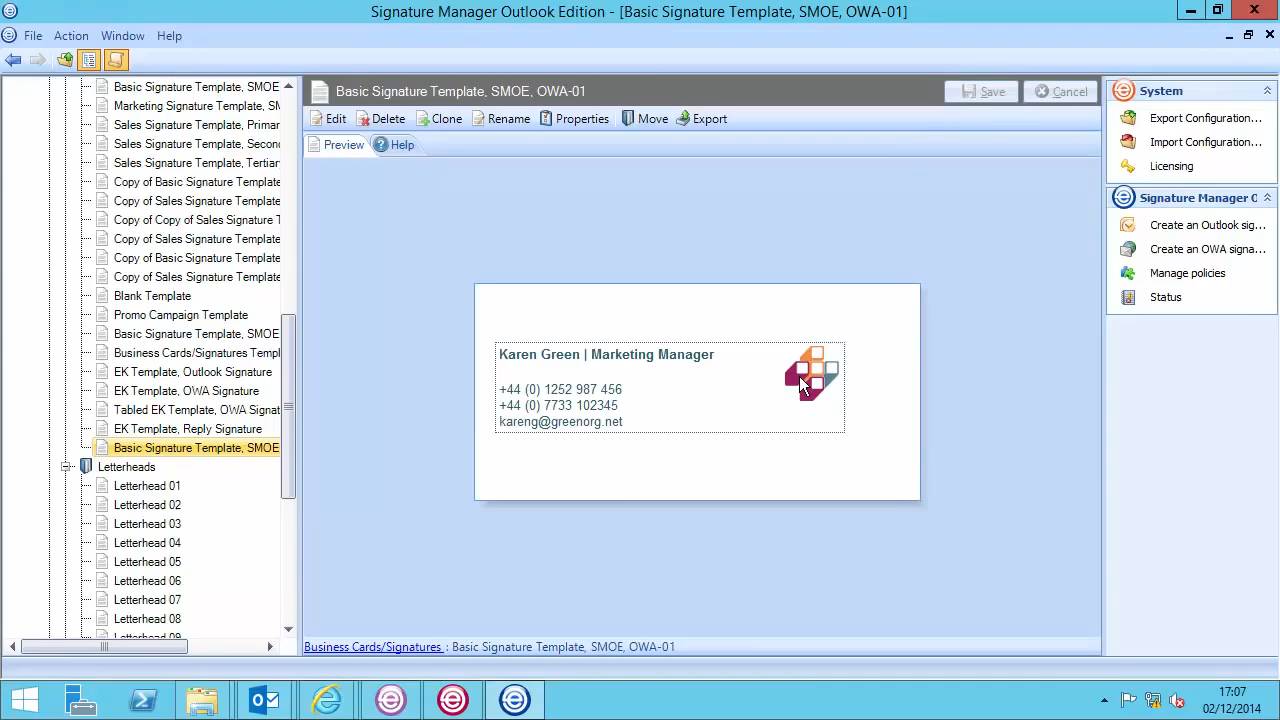 Signature Manager Outlook Edition - [Basic Signature Template, SMOE, OWA-01]
File Action Window Help
Basic Signature Template, SMOE
Marketing Signature Template, SM
Sales Signature Template, Primar
Sales Signature Template, Secon
Sales Signature Template, Tertiar
Copy of Basic Signature Template
Copy of Sales Signature Template
Copy of Copy of Sales Signature T
Copy of Sales Signature Template
Copy of Basic Signature Template
Copy of Sales Signature Template
Blank Template
Promo Campaign Template
Basic Signature Template, SMOE
Business Cards/Signatures Templ
EK Template, Outlook Signature
EK Template, OWA Signature
Tabled EK Template, OWA Signat
EK Template, Reply Signature
Basic Signature Template, SMOE
Letterheads
Letterhead 01
Letterhead 02
Letterhead 03
Letterhead 04
Letterhead 05
Letterhead 06
Letterhead 07
Letterhead 08
Letterhead 09
Basic Signature Template, SMOE, OWA-01
Save Cancel
Edit Delete Clone Rename Properties Move Export
Preview Help
Karen Green | Marketing Manager
+44 (0) 1252 987 456
+44 (0) 7733 102345
kareng@greenorg.net
Business Cards/Signatures : Basic Signature Template, SMOE, OWA-01
System
Export Configuration...
Import Configuration...
Licensing
Signature Manager O
Create an Outlook sig...
Create an OWA signa...
Manage policies
Status
17:07
02/12/2014